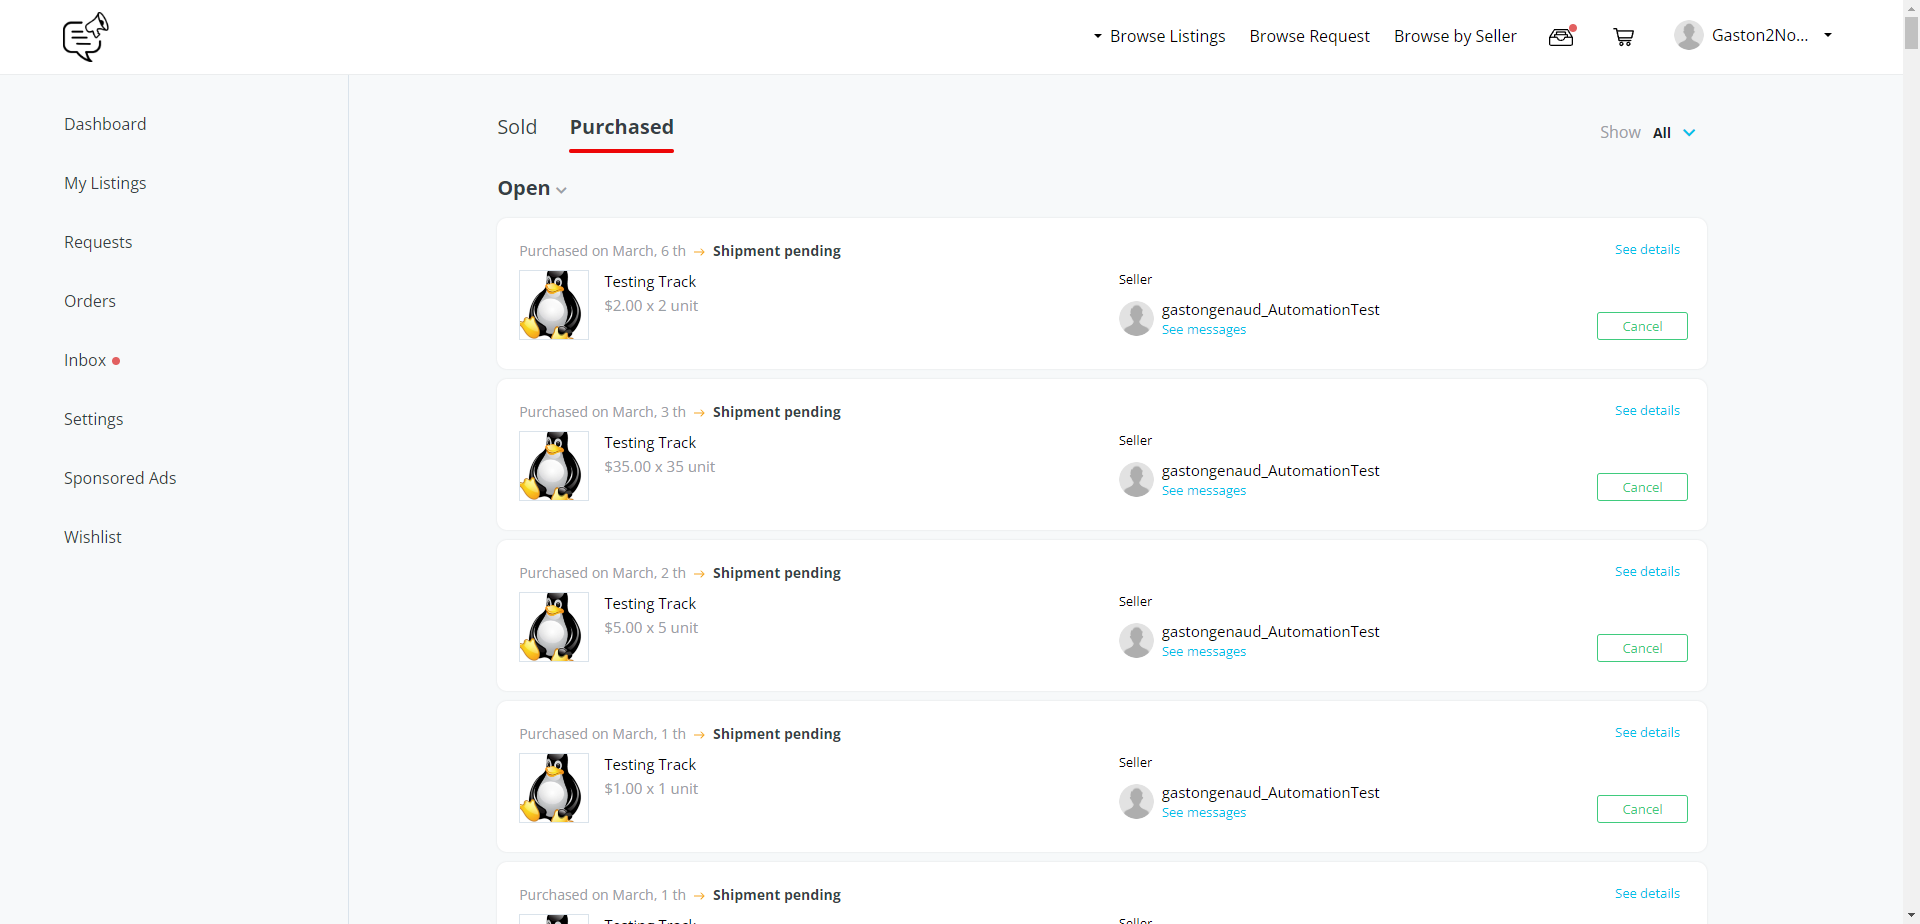 Browse Listings Browse Request Browse by Seller Gaston2No...
Dashboard
My Listings
Requests
Orders
Inbox
Settings
Sponsored Ads
Wishlist
Sold Purchased
Show All
Open
Purchased on March, 6 th → Shipment pending
See details
Testing Track
$2.00 x 2 unit
Seller
gastongenaud_AutomationTest
See messages
Cancel
Purchased on March, 3 th → Shipment pending
See details
Testing Track
$35.00 x 35 unit
Seller
gastongenaud_AutomationTest
See messages
Cancel
Purchased on March, 2 th → Shipment pending
See details
Testing Track
$5.00 x 5 unit
Seller
gastongenaud_AutomationTest
See messages
Cancel
Purchased on March, 1 th → Shipment pending
See details
Testing Track
$1.00 x 1 unit
Seller
gastongenaud_AutomationTest
See messages
Cancel
Purchased on March, 1 th → Shipment pending
See details
Testing Track
Seller